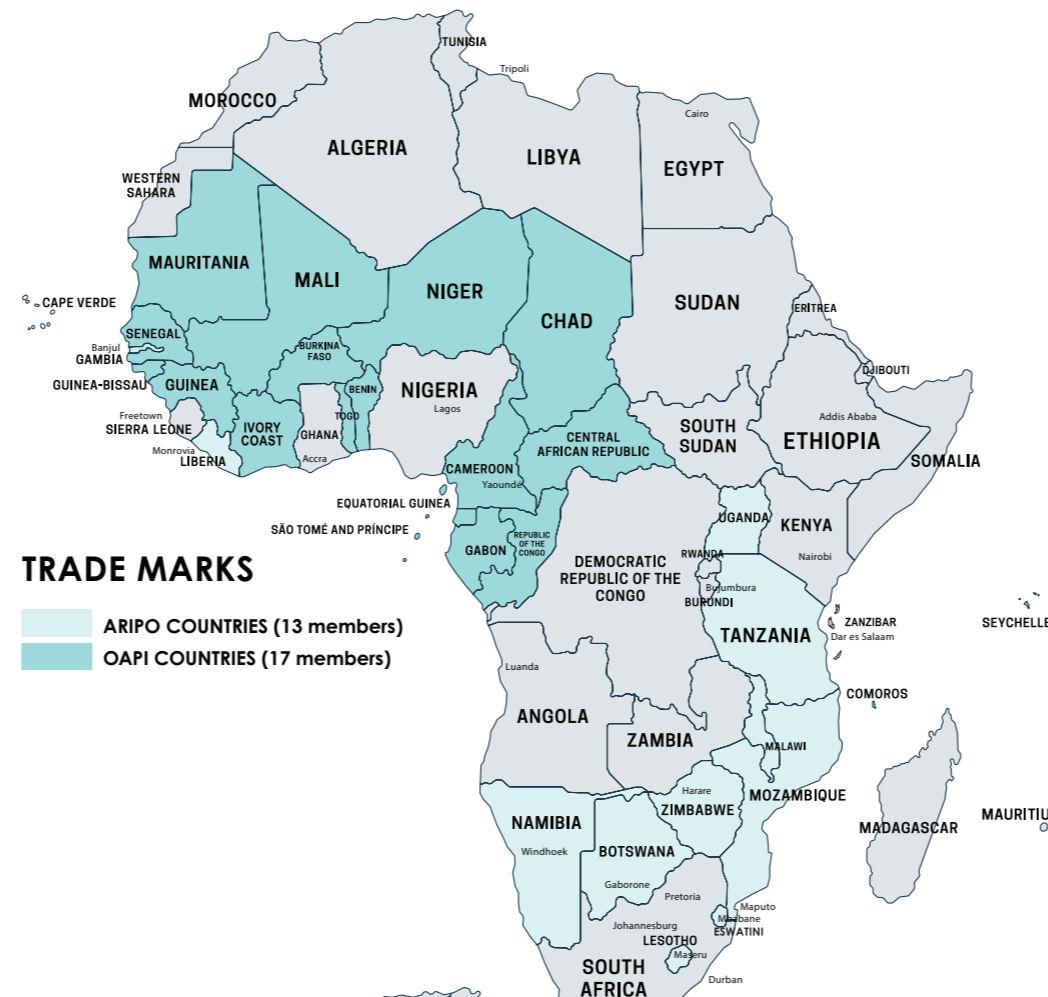 TUNISIA
Tripoli
MOROCCO
Cairo
ALGERIA
LIBYA
EGYPT
WESTERN
SAHARA
MAURITANIA
MALI
NIGER
CHAD
SUDAN
CAPE VERDE
ERITREA
SENEGAL
Banjul
GAMBIA
BURKINA
FASO
DJIBOUTI
GUINEA-BISSAU
GUINEA
BENIN
NIGERIA
Lagos
Freetown
SIERRA LEONE
IVORY
COAST
TOGO
GHANA
Accra
Monrovia
LIBERIA
CENTRAL
AFRICAN REPUBLIC
SOUTH
SUDAN
Addis Ababa
ETHIOPIA
SOMALIA
CAMEROON
Yaoundé
EQUATORIAL GUINEA
SÃO TOMÉ AND PRÍNCIPE
GABON
REPUBLIC
OF THE
CONGO
UGANDA
KENYA
Nairobi
DEMOCRATIC
REPUBLIC OF THE
CONGO
RWANDA
Bujumbura
BURUNDI
TRADE MARKS
ARIPO COUNTRIES (13 members)
OAPI COUNTRIES (17 members)
TANZANIA
ZANZIBAR
Dar es Salaam
SEYCHELLE
Luanda
COMOROS
ANGOLA
ZAMBIA
MALAWI
Harare
ZIMBABWE
MOZAMBIQUE
MADAGASCAR
MAURITIU
NAMIBIA
Windhoek
BOTSWANA
Gaborone
Pretoria
Maputo
Mbabane
ESWATINI
Johannesburg
LESOTHO
Maseru
SOUTH
AFRICA
Durban